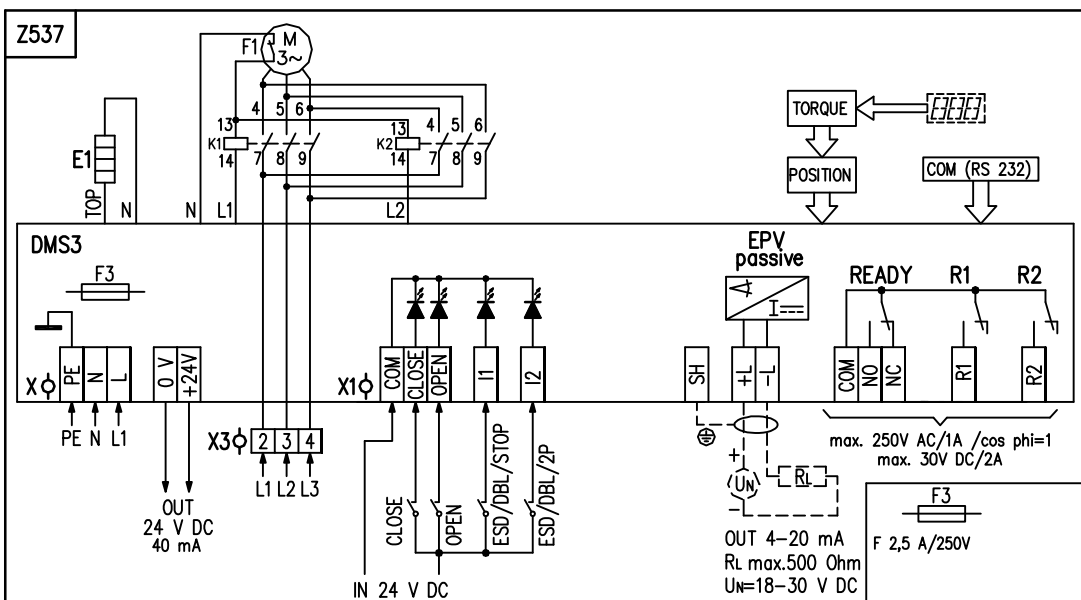 Z537
F1
M
3~
E1
TOP
N
N
L1
L2
K1
13
14
4
5
6
7
8
9
K2
13
14
4
5
6
7
8
9
TORQUE
POSITION
COM (RS 232)
DMS3
F3
EPV
passive
I
READY
R1
R2
X
PE
N
L
0 V
+24V
X1
COM
CLOSE
OPEN
I1
I2
SH
+L
-L
COM
NO
NC
R1
R2
PE
N
L1
X3
2
3
4
L1
L2
L3
OUT
24 V DC
40 mA
CLOSE
OPEN
ESD/DBL/STOP
ESD/DBL/2P
IN 24 V DC
+
UN
-
RL
OUT 4-20 mA
RL max.500 Ohm
UN=18-30 V DC
max. 250V AC/1A /cos phi=1
max. 30V DC/2A
F3
F 2,5 A/250V